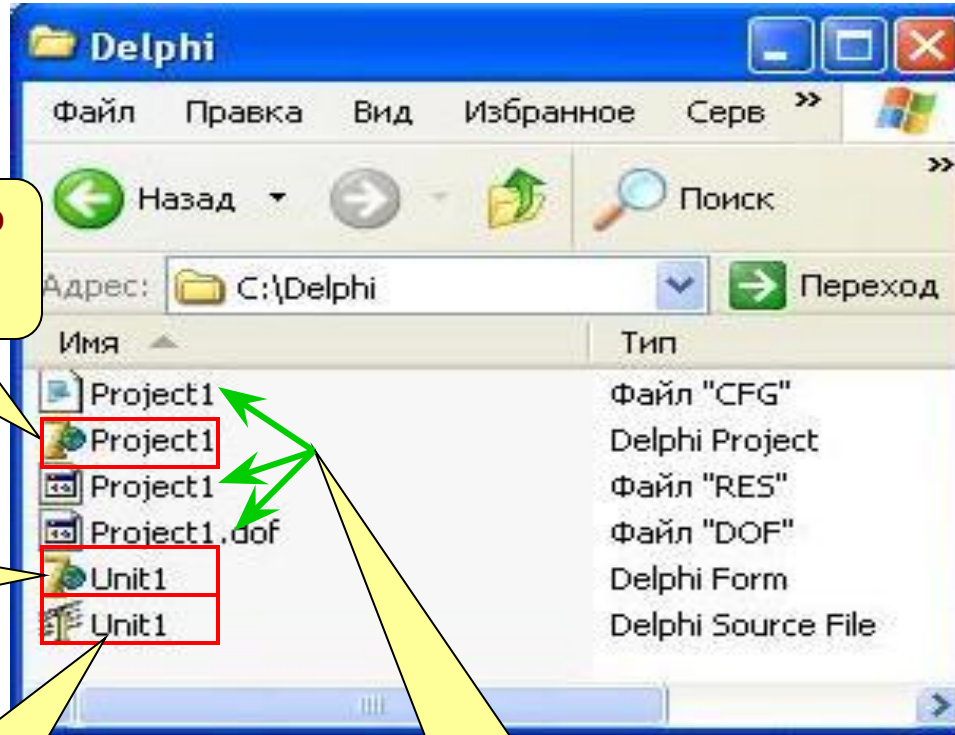 Delphi
Файл Правка Вид Избранное Серв »
Назад Поиск »
Адрес: C:\Delphi Переход
Имя Тип
Project1 Файл "CFG"
Project1 Delphi Project
Project1 Файл "RES"
Project1.dof Файл "DOF"
Unit1 Delphi Form
Unit1 Delphi Source File